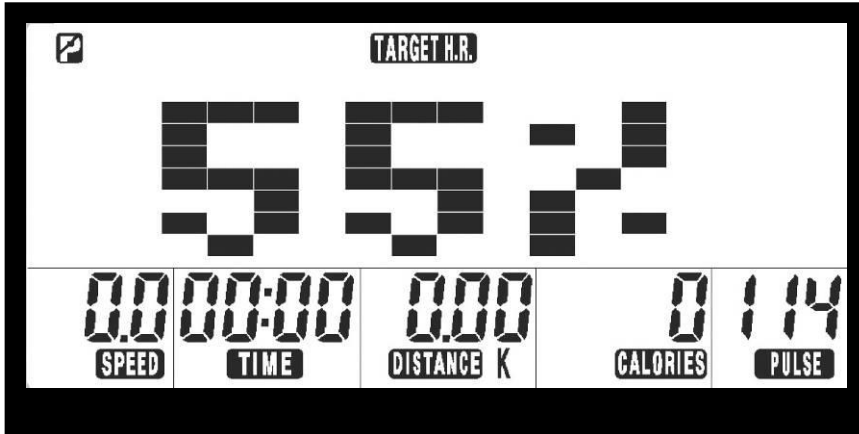 TARGET H.R.
55%
0.0 00:00 0.00 0 114
SPEED TIME DISTANCE K CALORIES PULSE